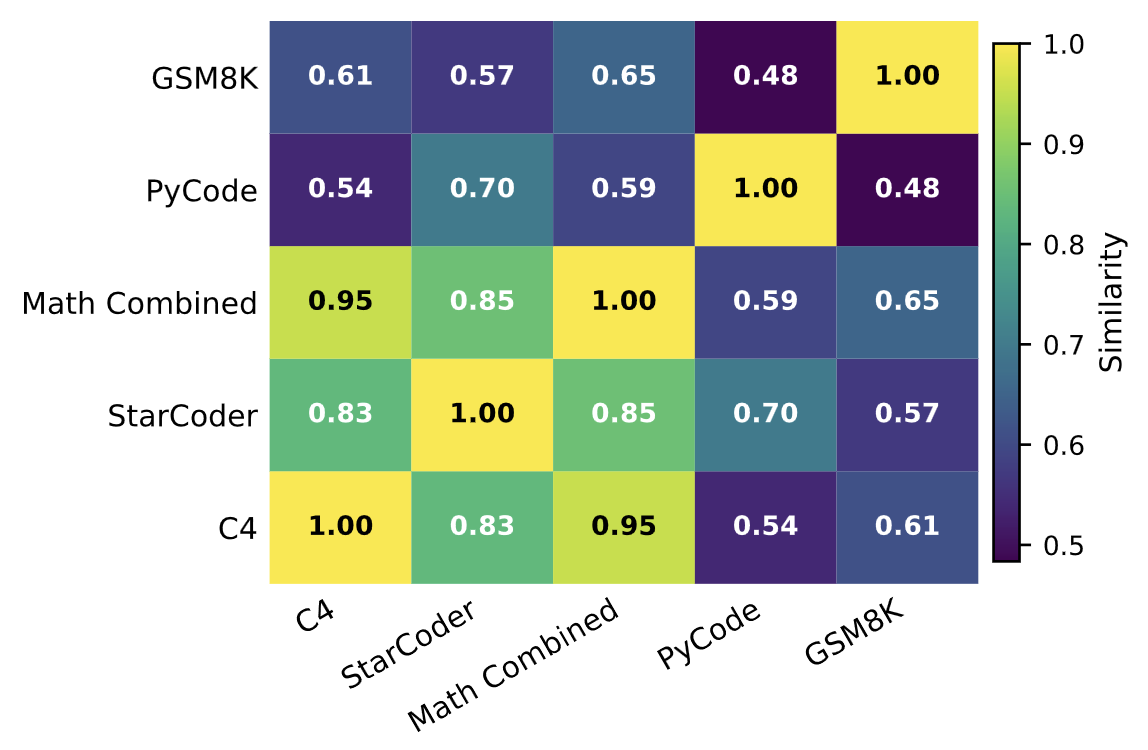 GSM8K 0.61 0.57 0.65 0.48 1.00
PyCode 0.54 0.70 0.59 1.00 0.48
Math Combined 0.95 0.85 1.00 0.59 0.65
StarCoder 0.83 1.00 0.85 0.70 0.57
C4 1.00 0.83 0.95 0.54 0.61
C4
StarCoder
Math Combined
PyCode
GSM8K
1.0
0.9
0.8
0.7
0.6
0.5
Similarity